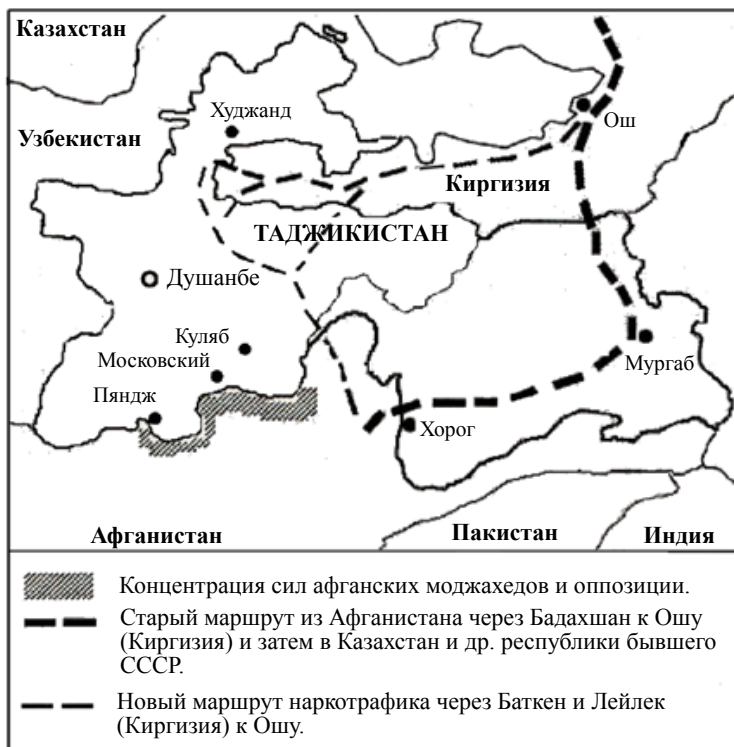 Казахстан
Узбекистан
Худжанд
Ош
Киргизия
ТАДЖИКИСТАН
Душанбе
Куляб
Московский
Пяндж
Мургаб
Хорог
Афганистан
Пакистан
Индия
Концентрация сил афганских моджахедов и оппозиции.
Старый маршрут из Афганистана через Бадахшан к Ошу
(Киргизия) и затем в Казахстан и др. республики бывшего
СССР.
Новый маршрут наркотрафика через Баткен и Лейлек
(Киргизия) к Ошу.